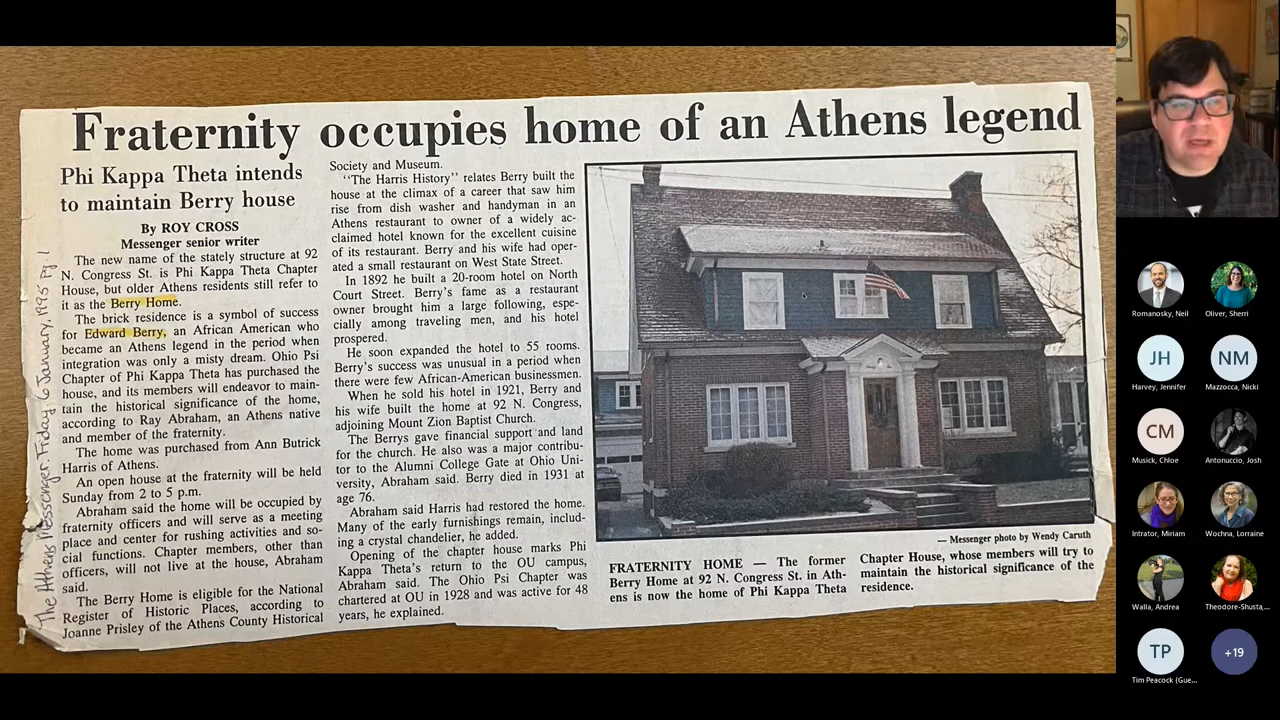 Fraternity occupies home of an Athens legend
Phi Kappa Theta intends
to maintain Berry house
By ROY CROSS
Messenger senior writer
The new name of the stately structure at 92
N. Congress St. is Phi Kappa Theta Chapter
House, but older Athens residents still refer to
it as the Berry Home.
The brick residence is a symbol of success
for Edward Berry, an African American who
became an Athens legend in the period when
integration was only a misty dream. Ohio Psi
Chapter of Phi Kappa Theta has purchased the
house, and its members will endeavor to main-
tain the historical significance of the home,
according to Ray Abraham, an Athens native
and member of the fraternity.
The home was purchased from Ann Butrick
Harris of Athens.
An open house at the fraternity will be held
Sunday from 2 to 5 p.m.
Abraham said the home will be occupied by
fraternity officers and will serve as a meeting
place and center for rushing activities and so-
cial functions. Chapter members, other than
officers, will not live at the house, Abraham
said.
The Berry Home is eligible for the National
Register of Historic Places, according to
Joanne Prisley of the Athens County Historical
Society and Museum.
"The Harris History" relates Berry built the
house at the climax of a career that saw him
rise from dish washer and handyman in an
Athens restaurant to owner of a widely ac-
claimed hotel known for the excellent cuisine
of its restaurant. Berry and his wife had oper-
ated a small restaurant on West State Street.
In 1892 he built a 20-room hotel on North
Court Street. Berry's fame as a restaurant
owner brought him a large following, espe-
cially among traveling men, and his hotel
prospered.
He soon expanded the hotel to 55 rooms.
Berry's success was unusual in a period when
there were few African-American businessmen.
When he sold his hotel in 1921, Berry and
his wife built the home at 92 N. Congress,
adjoining Mount Zion Baptist Church.
The Berrys gave financial support and land
for the church. He also was a major contribu-
tor to the Alumni College Gate at Ohio Uni-
versity, Abraham said. Berry died in 1931 at
age 76.
Abraham said Harris had restored the home.
Many of the early furnishings remain, includ-
ing a crystal chandelier, he added.
Opening of the chapter house marks Phi
Kappa Theta's return to the OU campus,
Abraham said. The Ohio Psi Chapter was
chartered at OU in 1928 and was active for 48
years, he explained.
— Messenger photo by Wendy Caruth
FRATERNITY HOME — The former
Berry Home at 92 N. Congress St. in Ath-
ens is now the home of Phi Kappa Theta
Chapter House, whose members will try to
maintain the historical significance of the
residence.
The Athens Messenger, Friday, 6 January, 1995 pg. 1
Romanosky, Neil
Oliver, Sherri
JH
Harvey, Jennifer
NM
Mazzocca, Nicki
CM
Musick, Chloe
Antonuccio, Josh
Intrator, Miriam
Wochna, Lorraine
Walla, Andrea
Theodore-Shusta,...
TP
Tim Peacock (Gue...
+19